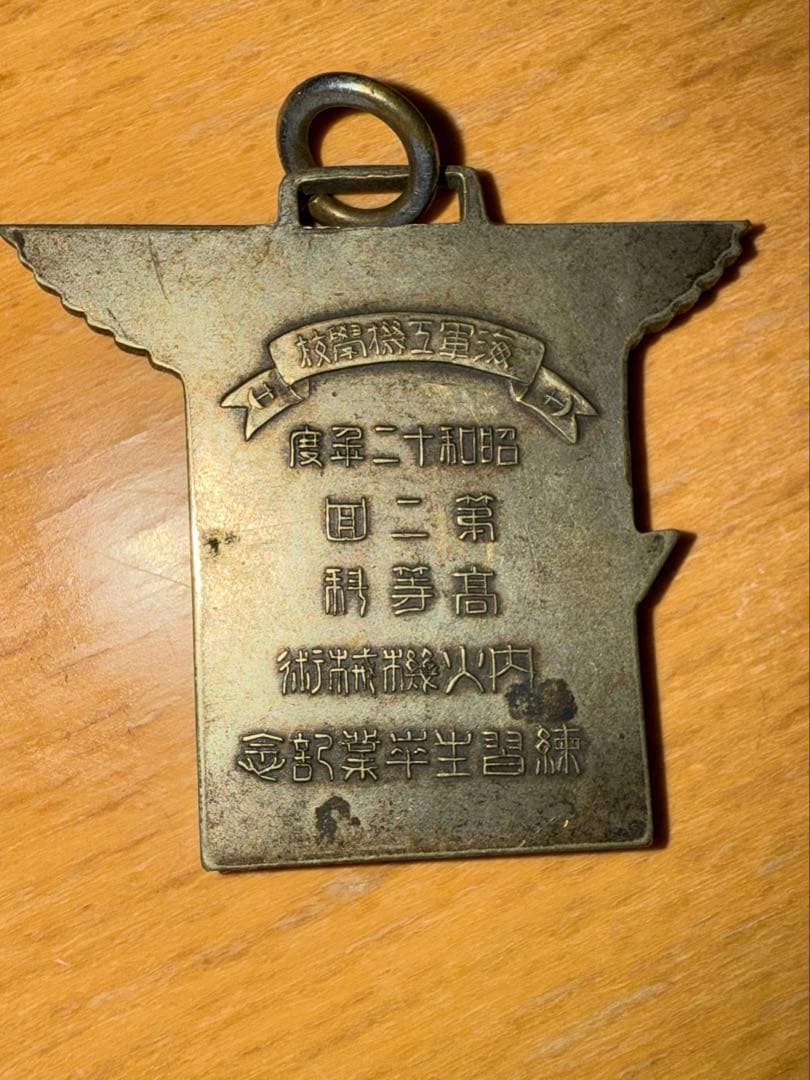 海軍工機學校
昭和十二年度
第二回
高等科
内火機械術
練習生卒業記念